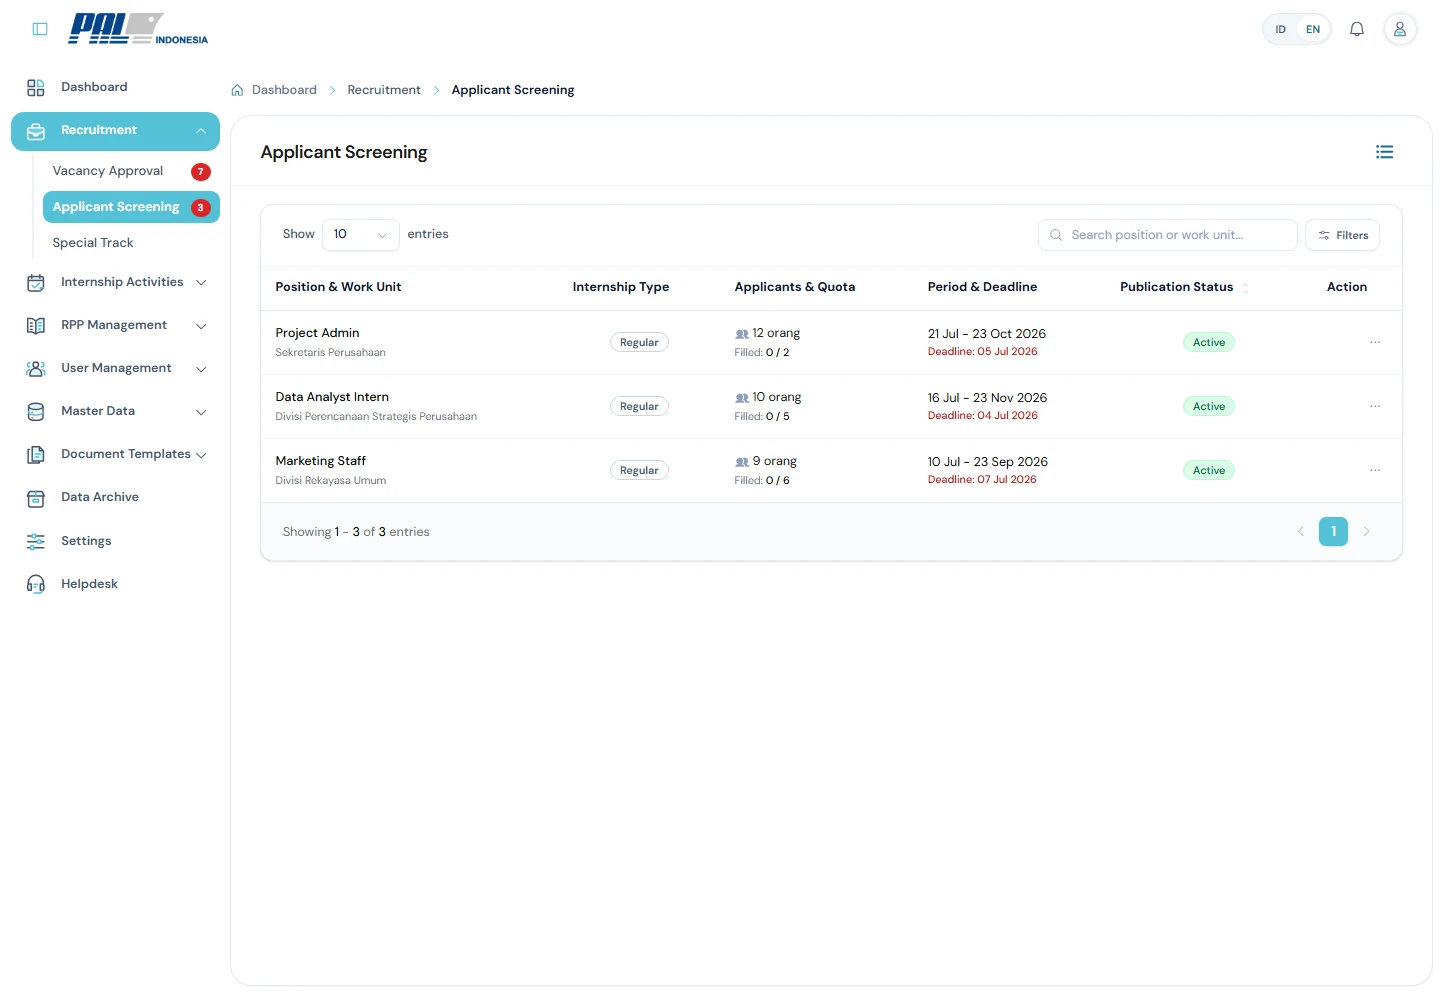 PAL INDONESIA
ID EN
Dashboard
Recruitment
Vacancy Approval 7
Applicant Screening 3
Special Track
Internship Activities
RPP Management
User Management
Master Data
Document Templates
Data Archive
Settings
Helpdesk
Dashboard > Recruitment > Applicant Screening
Applicant Screening
Show 10 entries
Search position or work unit...
Filters
Position & Work Unit Internship Type Applicants & Quota Period & Deadline Publication Status Action
Project Admin Regular 12 orang 21 Jul - 23 Oct 2026 Active ...
Sekretaris Perusahaan Filled: 0 / 2 Deadline: 05 Jul 2026
Data Analyst Intern Regular 10 orang 16 Jul - 23 Nov 2026 Active ...
Divisi Perencanaan Strategis Perusahaan Filled: 0 / 5 Deadline: 04 Jul 2026
Marketing Staff Regular 9 orang 10 Jul - 23 Sep 2026 Active ...
Divisi Rekayasa Umum Filled: 0 / 6 Deadline: 07 Jul 2026
Showing 1 - 3 of 3 entries
< 1 >